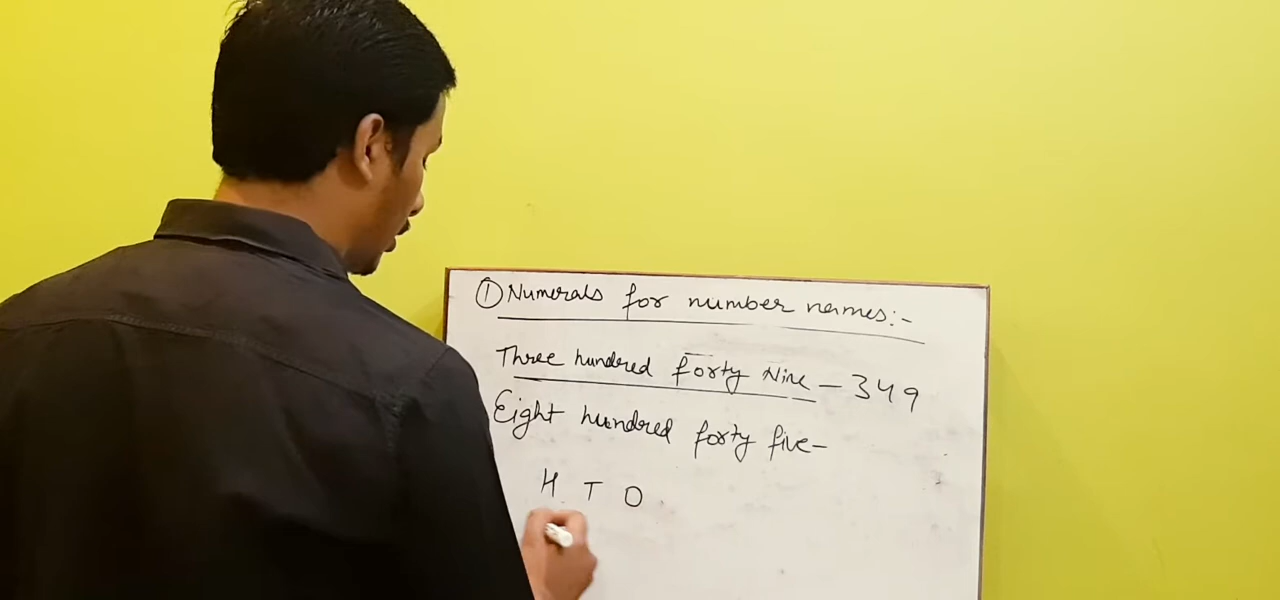 ① Numerals for number names:-
Three hundred forty Nine - 349
Eight hundred forty five-
H T O